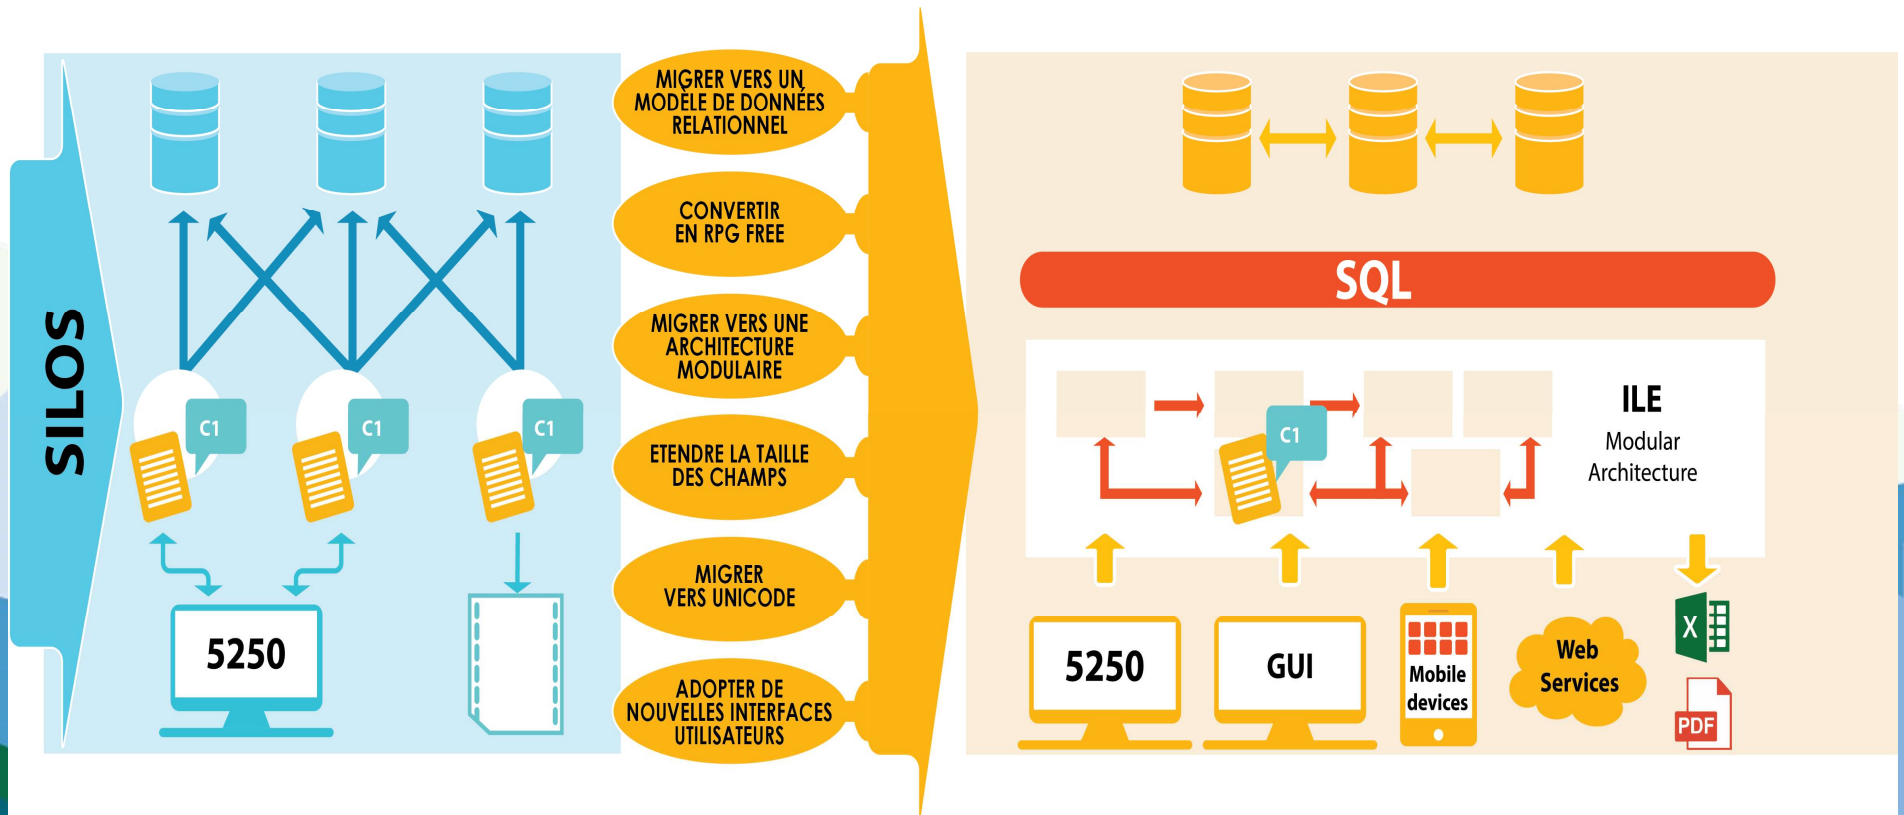 SILOS
C1
C1
C1
5250
MIGRER VERS UN
MODÈLE DE DONNÉES
RELATIONNEL
CONVERTIR
EN RPG FREE
MIGRER VERS UNE
ARCHITECTURE
MODULAIRE
ETENDRE LA TAILLE
DES CHAMPS
MIGRER
VERS UNICODE
ADOPTER DE
NOUVELLES INTERFACES
UTILISATEURS
SQL
ILE
Modular
Architecture
C1
5250
GUI
Mobile
devices
Web
Services
X
PDF